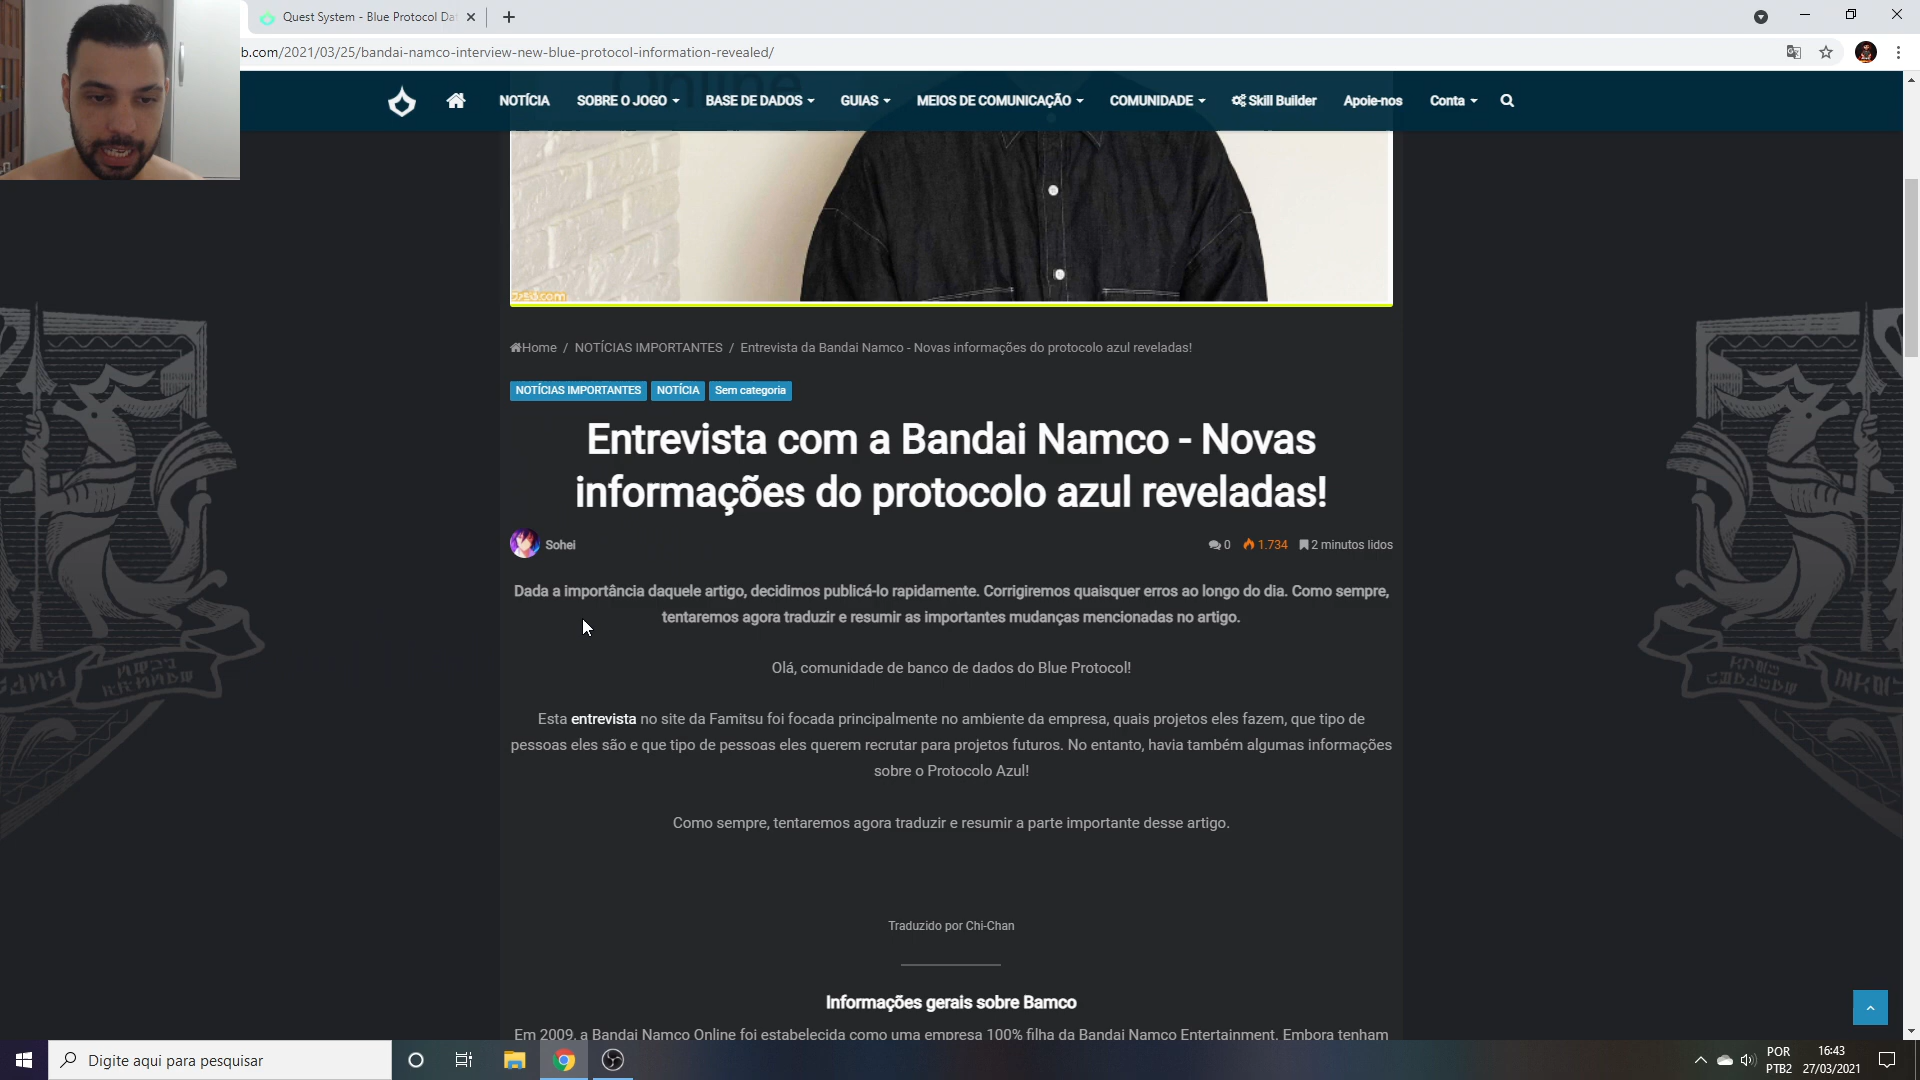 Quest System - Blue Protocol Dat
b.com/2021/03/25/bandai-namco-interview-new-blue-protocol-information-revealed/
Online
NOTÍCIA SOBRE O JOGO BASE DE DADOS GUIAS MEIOS DE COMUNICAÇÃO COMUNIDADE Skill Builder Apoie-nos Conta
Home / NOTÍCIAS IMPORTANTES / Entrevista da Bandai Namco - Novas informações do protocolo azul reveladas!
NOTÍCIAS IMPORTANTES NOTÍCIA Sem categoria
Entrevista com a Bandai Namco - Novas
informações do protocolo azul reveladas!
Sohei 0 1.734 2 minutos lidos
Dada a importância daquele artigo, decidimos publicá-lo rapidamente. Corrigiremos quaisquer erros ao longo do dia. Como sempre,
tentaremos agora traduzir e resumir as importantes mudanças mencionadas no artigo.
Olá, comunidade de banco de dados do Blue Protocol!
Esta entrevista no site da Famitsu foi focada principalmente no ambiente da empresa, quais projetos eles fazem, que tipo de
pessoas eles são e que tipo de pessoas eles querem recrutar para projetos futuros. No entanto, havia também algumas informações
sobre o Protocolo Azul!
Como sempre, tentaremos agora traduzir e resumir a parte importante desse artigo.
Traduzido por Chi-Chan
Informações gerais sobre Bamco
Em 2009, a Bandai Namco Online foi estabelecida como uma empresa 100% filha da Bandai Namco Entertainment. Embora tenham
Digite aqui para pesquisar
POR
PTB2
16:43
27/03/2021